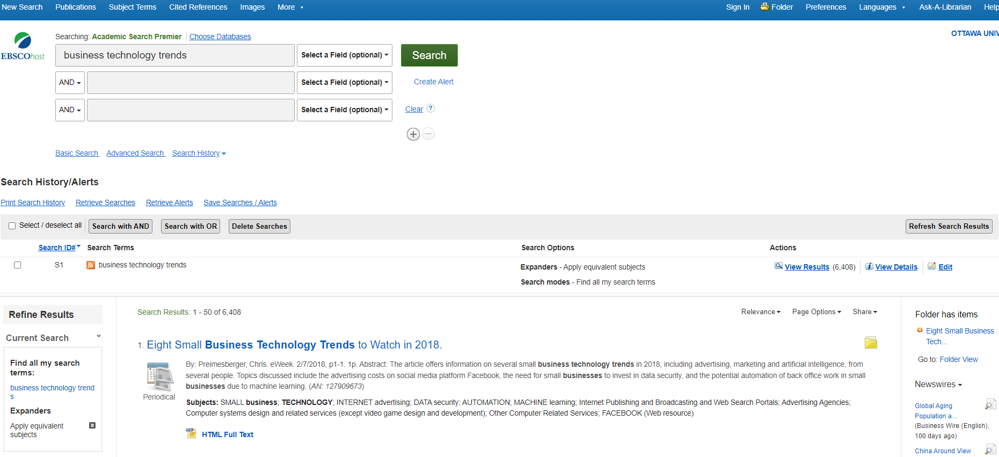 New Search Publications Subject Terms Cited References Images More Sign In Folder Preferences Languages Ask-A-Librarian Help
OTTAWA UNIV
EBSCOhost
Searching: Academic Search Premier Choose Databases
business technology trends Select a Field (optional) Search
AND Select a Field (optional) Create Alert
AND Select a Field (optional) Clear ?
Basic Search Advanced Search Search History
Search History/Alerts
Print Search History Retrieve Searches Retrieve Alerts Save Searches / Alerts
Select / deselect all Search with AND Search with OR Delete Searches Refresh Search Results
Search ID# Search Terms Search Options Actions
S1 business technology trends Expanders - Apply equivalent subjects View Results (6,408) View Details Edit
Search modes - Find all my search terms
Refine Results
Current Search
Find all my search
terms:
business technology trend
s
Expanders
Apply equivalent
subjects
Search Results: 1 - 50 of 6,408 Relevance Page Options Share
1. Eight Small Business Technology Trends to Watch in 2018.
Periodical
By: Preimesberger, Chris. eWeek. 2/7/2018, p1-1. 1p. Abstract: The article offers information on several small business technology trends in 2018, including advertising, marketing and artificial intelligence, from
several people. Topics discussed include the advertising costs on social media platform Facebook, the need for small businesses to invest in data security, and the potential automation of back office work in small
businesses due to machine learning. (AN: 127909673)
Subjects: SMALL business; TECHNOLOGY; INTERNET advertising; DATA security; AUTOMATION; MACHINE learning; Internet Publishing and Broadcasting and Web Search Portals; Advertising Agencies;
Computer systems design and related services (except video game design and development); Other Computer Related Services; FACEBOOK (Web resource)
HTML Full Text
Folder has items
Eight Small Business
Tech...
Go to: Folder View
Newswires
Global Aging
Population a...
(Business Wire (English),
100 days ago)
China Around View